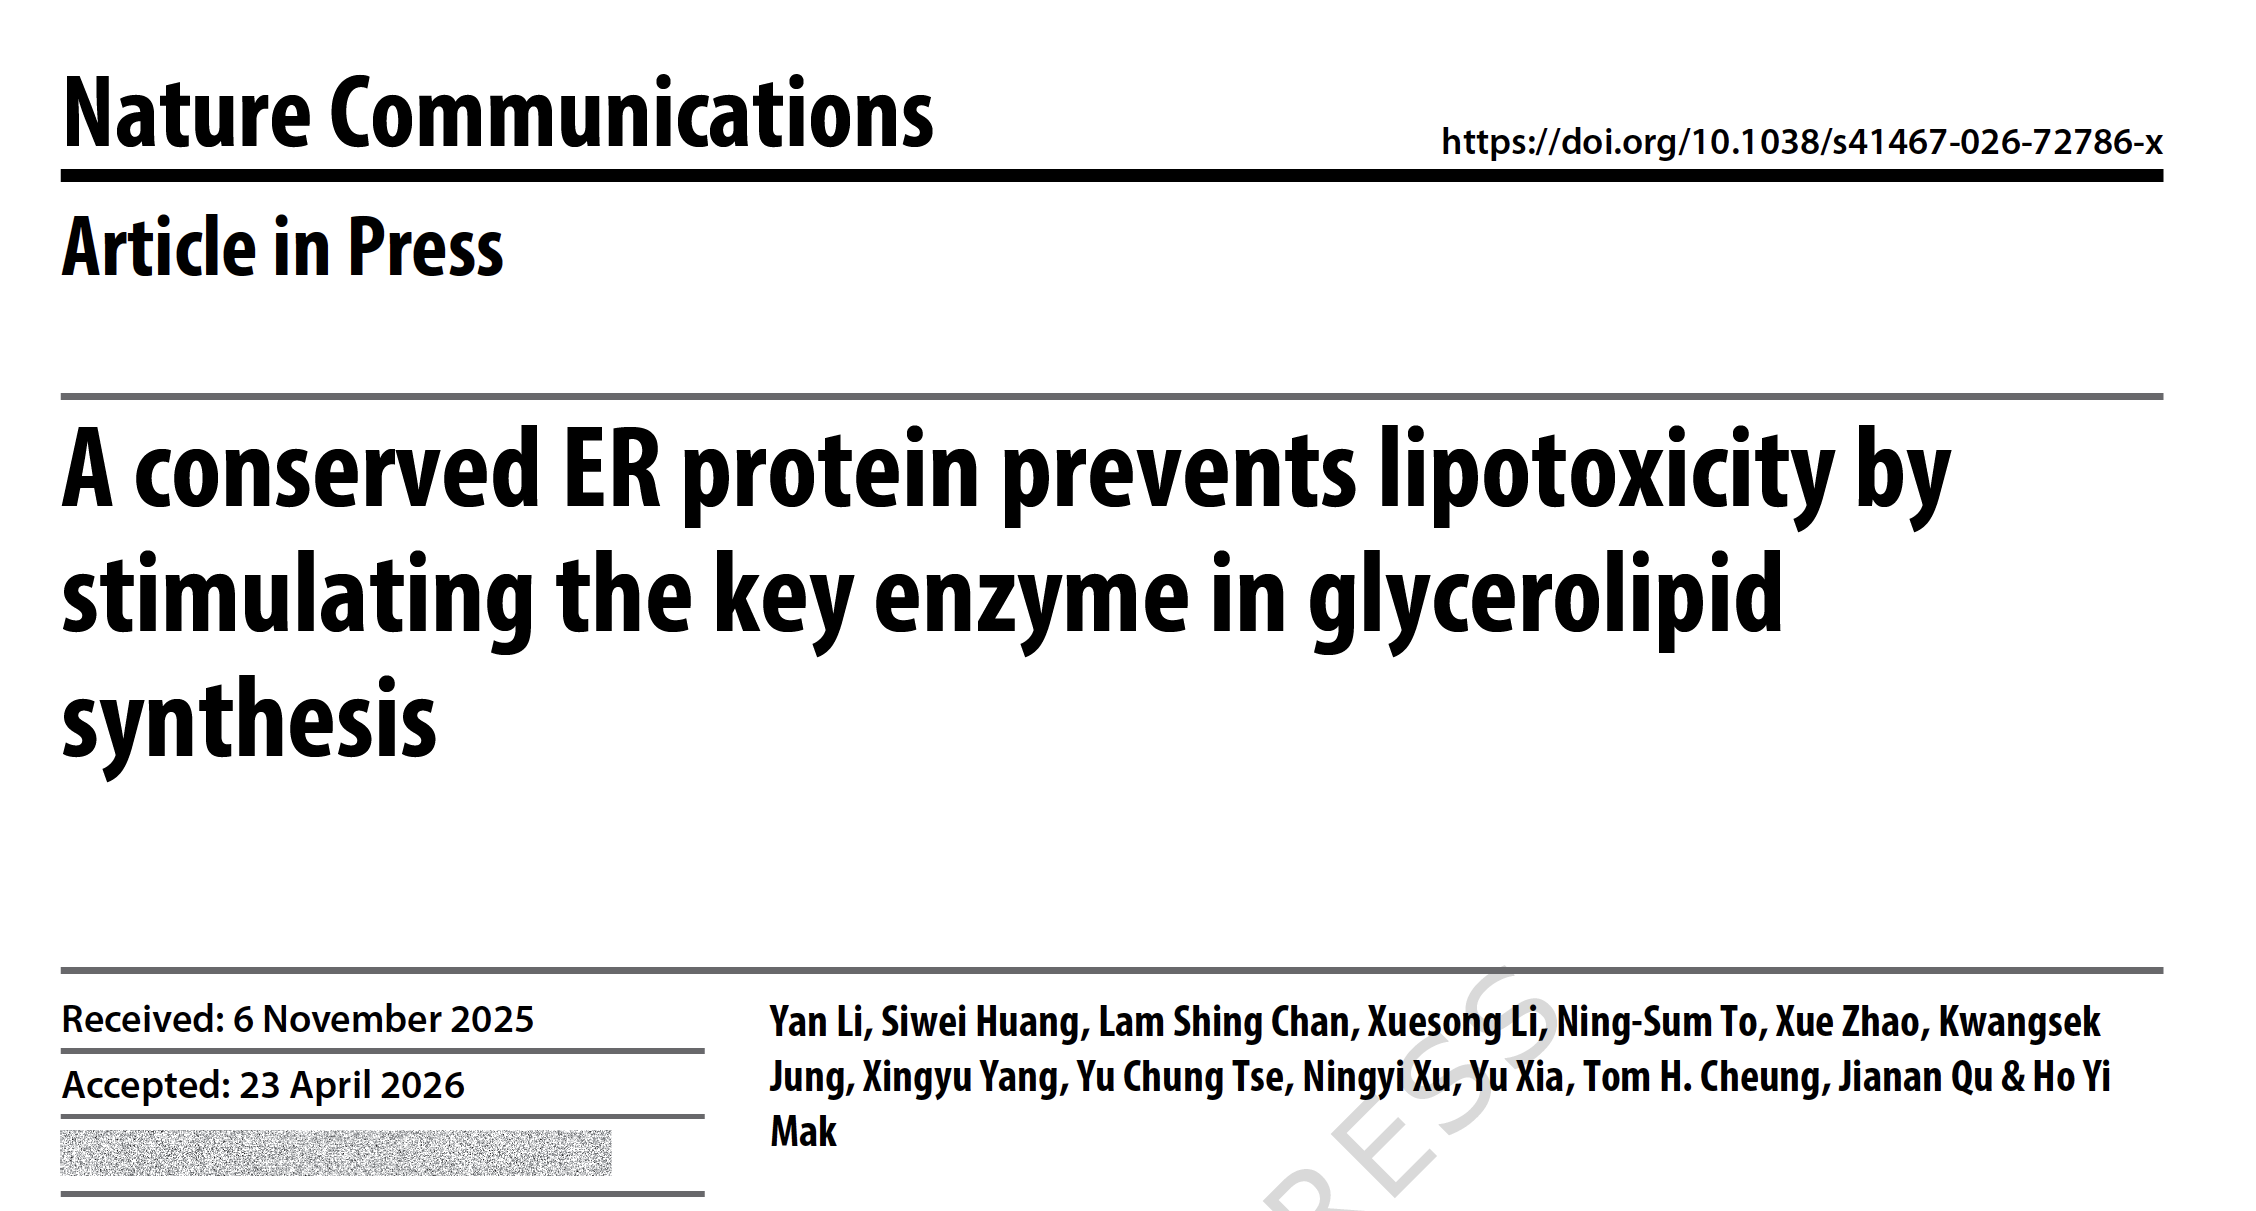 Nature Communications
https://doi.org/10.1038/s41467-026-72786-x
Article in Press
A conserved ER protein prevents lipotoxicity by
stimulating the key enzyme in glycerolipid
synthesis
Received: 6 November 2025
Accepted: 23 April 2026
Yan Li, Siwei Huang, Lam Shing Chan, Xuesong Li, Ning-Sum To, Xue Zhao, Kwangsek
Jung, Xingyu Yang, Yu Chung Tse, Ningyi Xu, Yu Xia, Tom H. Cheung, Jianan Qu & Ho Yi
Mak
RESS